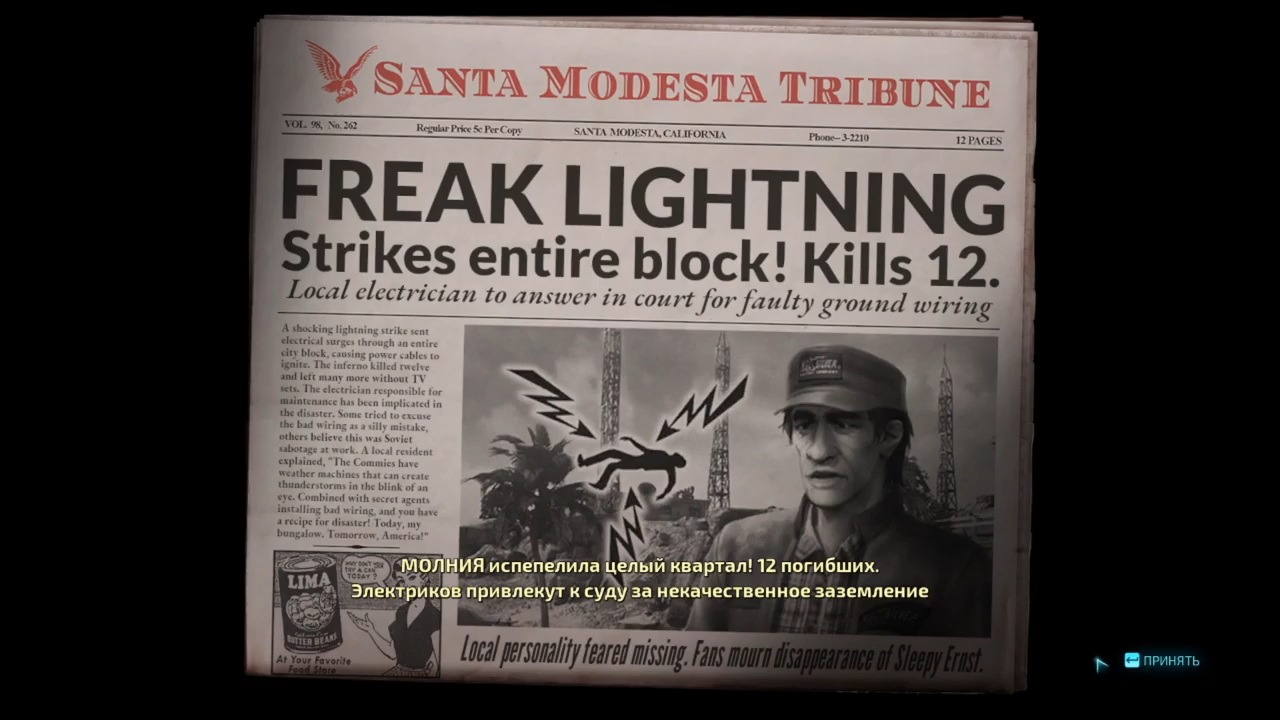 SANTA MODESTA TRIBUNE
VOL. 98, No. 262
Regular Price 5c Per Copy
SANTA MODESTA, CALIFORNIA
Phone—3-2210
12 PAGES
FREAK LIGHTNING
Strikes entire block! Kills 12.
Local electrician to answer in court for faulty ground wiring
A shocking lightning strike sent
electrical surges through an entire
city block, causing power cables to
ignite. The inferno killed twelve
and left many more without TV
sets. The electrician responsible for
maintenance has been implicated in
the disaster. Some tried to excuse
the bad wiring as a silly mistake,
others believe this was Soviet
sabotage at work. A local resident
explained, "The Commies have
weather machines that can create
thunderstorms in the blink of an
eye. Combined with secret agents
installing bad wiring, and you have
a recipe for disaster! Today, my
bungalow. Tomorrow, America!"
WHY DON'T YOU
TRY A CAN
TODAY?
LIMA
BUTTER BEANS
At Your Favorite
Food Store
МОЛНИЯ испепелила целый квартал! 12 погибших.
Электриков привлекут к суду за некачественное заземление
Local personality feared missing. Fans mourn disappearance of Sleepy Ernst.
ПРИНЯТЬ